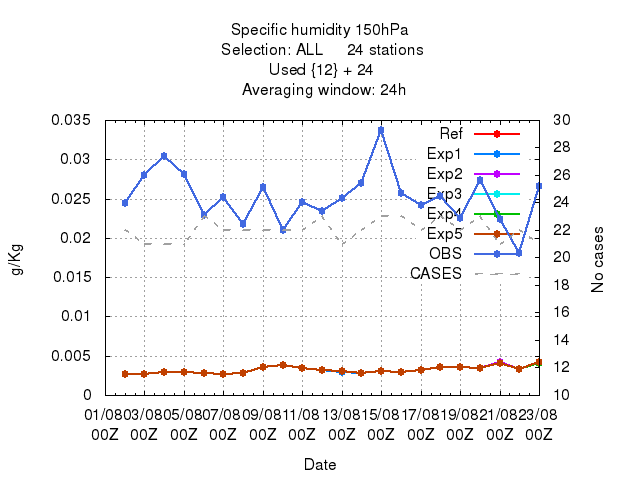 Specific humidity 150hPa
Selection: ALL 24 stations
Used {12} + 24
Averaging window: 24h
0.035
0.03
0.025
0.02
0.015
0.01
0.005
0
g/Kg
30
28
26
24
22
20
18
16
14
12
10
No cases
Ref
Exp1
Exp2
Exp3
Exp4
Exp5
OBS
CASES
01/08 03/08 05/08 07/08 09/08 11/08 13/08 15/08 17/08 19/08 21/08 23/08
00Z 00Z 00Z 00Z 00Z 00Z 00Z 00Z 00Z 00Z 00Z 00Z
Date